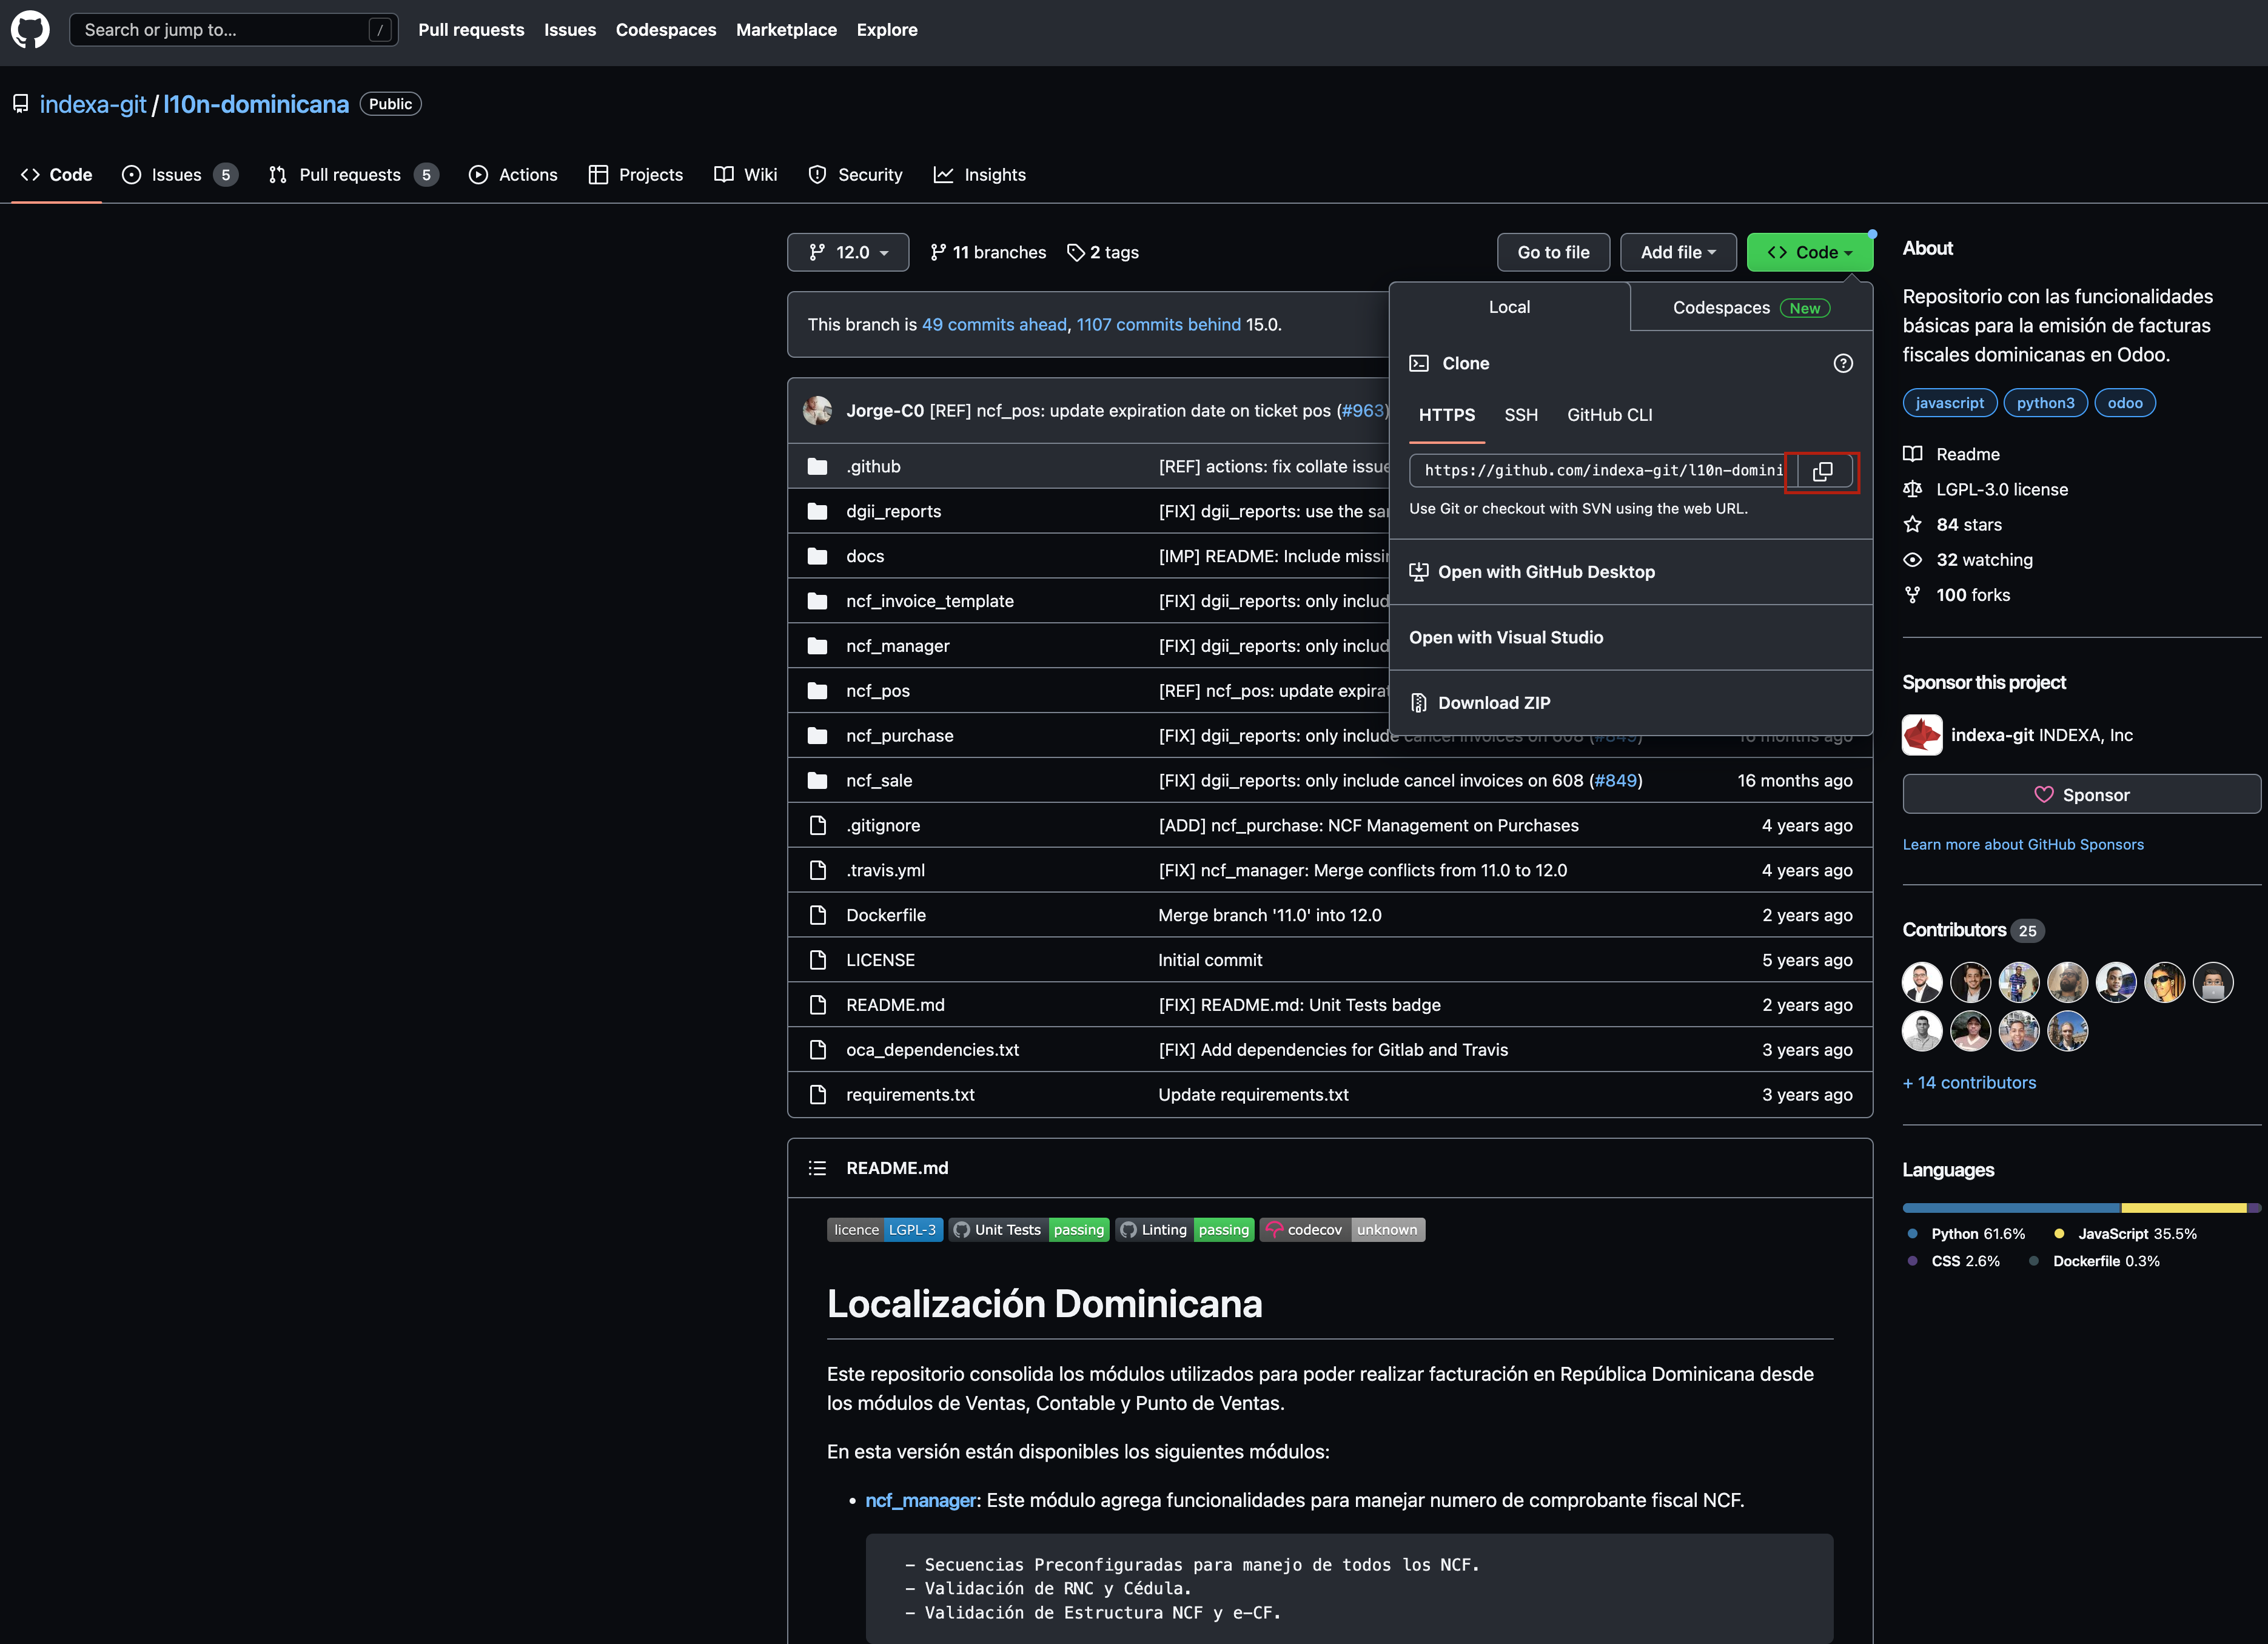 Search or jump to... /
Pull requests Issues Codespaces Marketplace Explore
indexa-git / l10n-dominicana Public
Code Issues 5 Pull requests 5 Actions Projects Wiki Security Insights
12.0 11 branches 2 tags Go to file Add file Code
This branch is 49 commits ahead, 1107 commits behind 15.0.
Local Codespaces New
Clone
HTTPS SSH GitHub CLI
https://github.com/indexa-git/l10n-domini
Use Git or checkout with SVN using the web URL.
Open with GitHub Desktop
Open with Visual Studio
Download ZIP
Jorge-C0 [REF] ncf_pos: update expiration date on ticket pos (#963)
.github [REF] actions: fix collate issue
dgii_reports [FIX] dgii_reports: use the sa
docs [IMP] README: Include missi
ncf_invoice_template [FIX] dgii_reports: only includ
ncf_manager [FIX] dgii_reports: only includ
ncf_pos [REF] ncf_pos: update expira
ncf_purchase [FIX] dgii_reports: only include cancel invoices on 608 (#849) 16 months ago
ncf_sale [FIX] dgii_reports: only include cancel invoices on 608 (#849) 16 months ago
.gitignore [ADD] ncf_purchase: NCF Management on Purchases 4 years ago
.travis.yml [FIX] ncf_manager: Merge conflicts from 11.0 to 12.0 4 years ago
Dockerfile Merge branch '11.0' into 12.0 2 years ago
LICENSE Initial commit 5 years ago
README.md [FIX] README.md: Unit Tests badge 2 years ago
oca_dependencies.txt [FIX] Add dependencies for Gitlab and Travis 3 years ago
requirements.txt Update requirements.txt 3 years ago
README.md
licence LGPL-3 Unit Tests passing Linting passing codecov unknown
Localización Dominicana
Este repositorio consolida los módulos utilizados para poder realizar facturación en República Dominicana desde
los módulos de Ventas, Contable y Punto de Ventas.
En esta versión están disponibles los siguientes módulos:
• ncf_manager: Este módulo agrega funcionalidades para manejar numero de comprobante fiscal NCF.
– Secuencias Preconfiguradas para manejo de todos los NCF.
– Validación de RNC y Cédula.
– Validación de Estructura NCF y e-CF.
About
Repositorio con las funcionalidades
básicas para la emisión de facturas
fiscales dominicanas en Odoo.
javascript python3 odoo
Readme
LGPL-3.0 license
84 stars
32 watching
100 forks
Sponsor this project
indexa-git INDEXA, Inc
Sponsor
Learn more about GitHub Sponsors
Contributors 25
+ 14 contributors
Languages
Python 61.6% JavaScript 35.5%
CSS 2.6% Dockerfile 0.3%